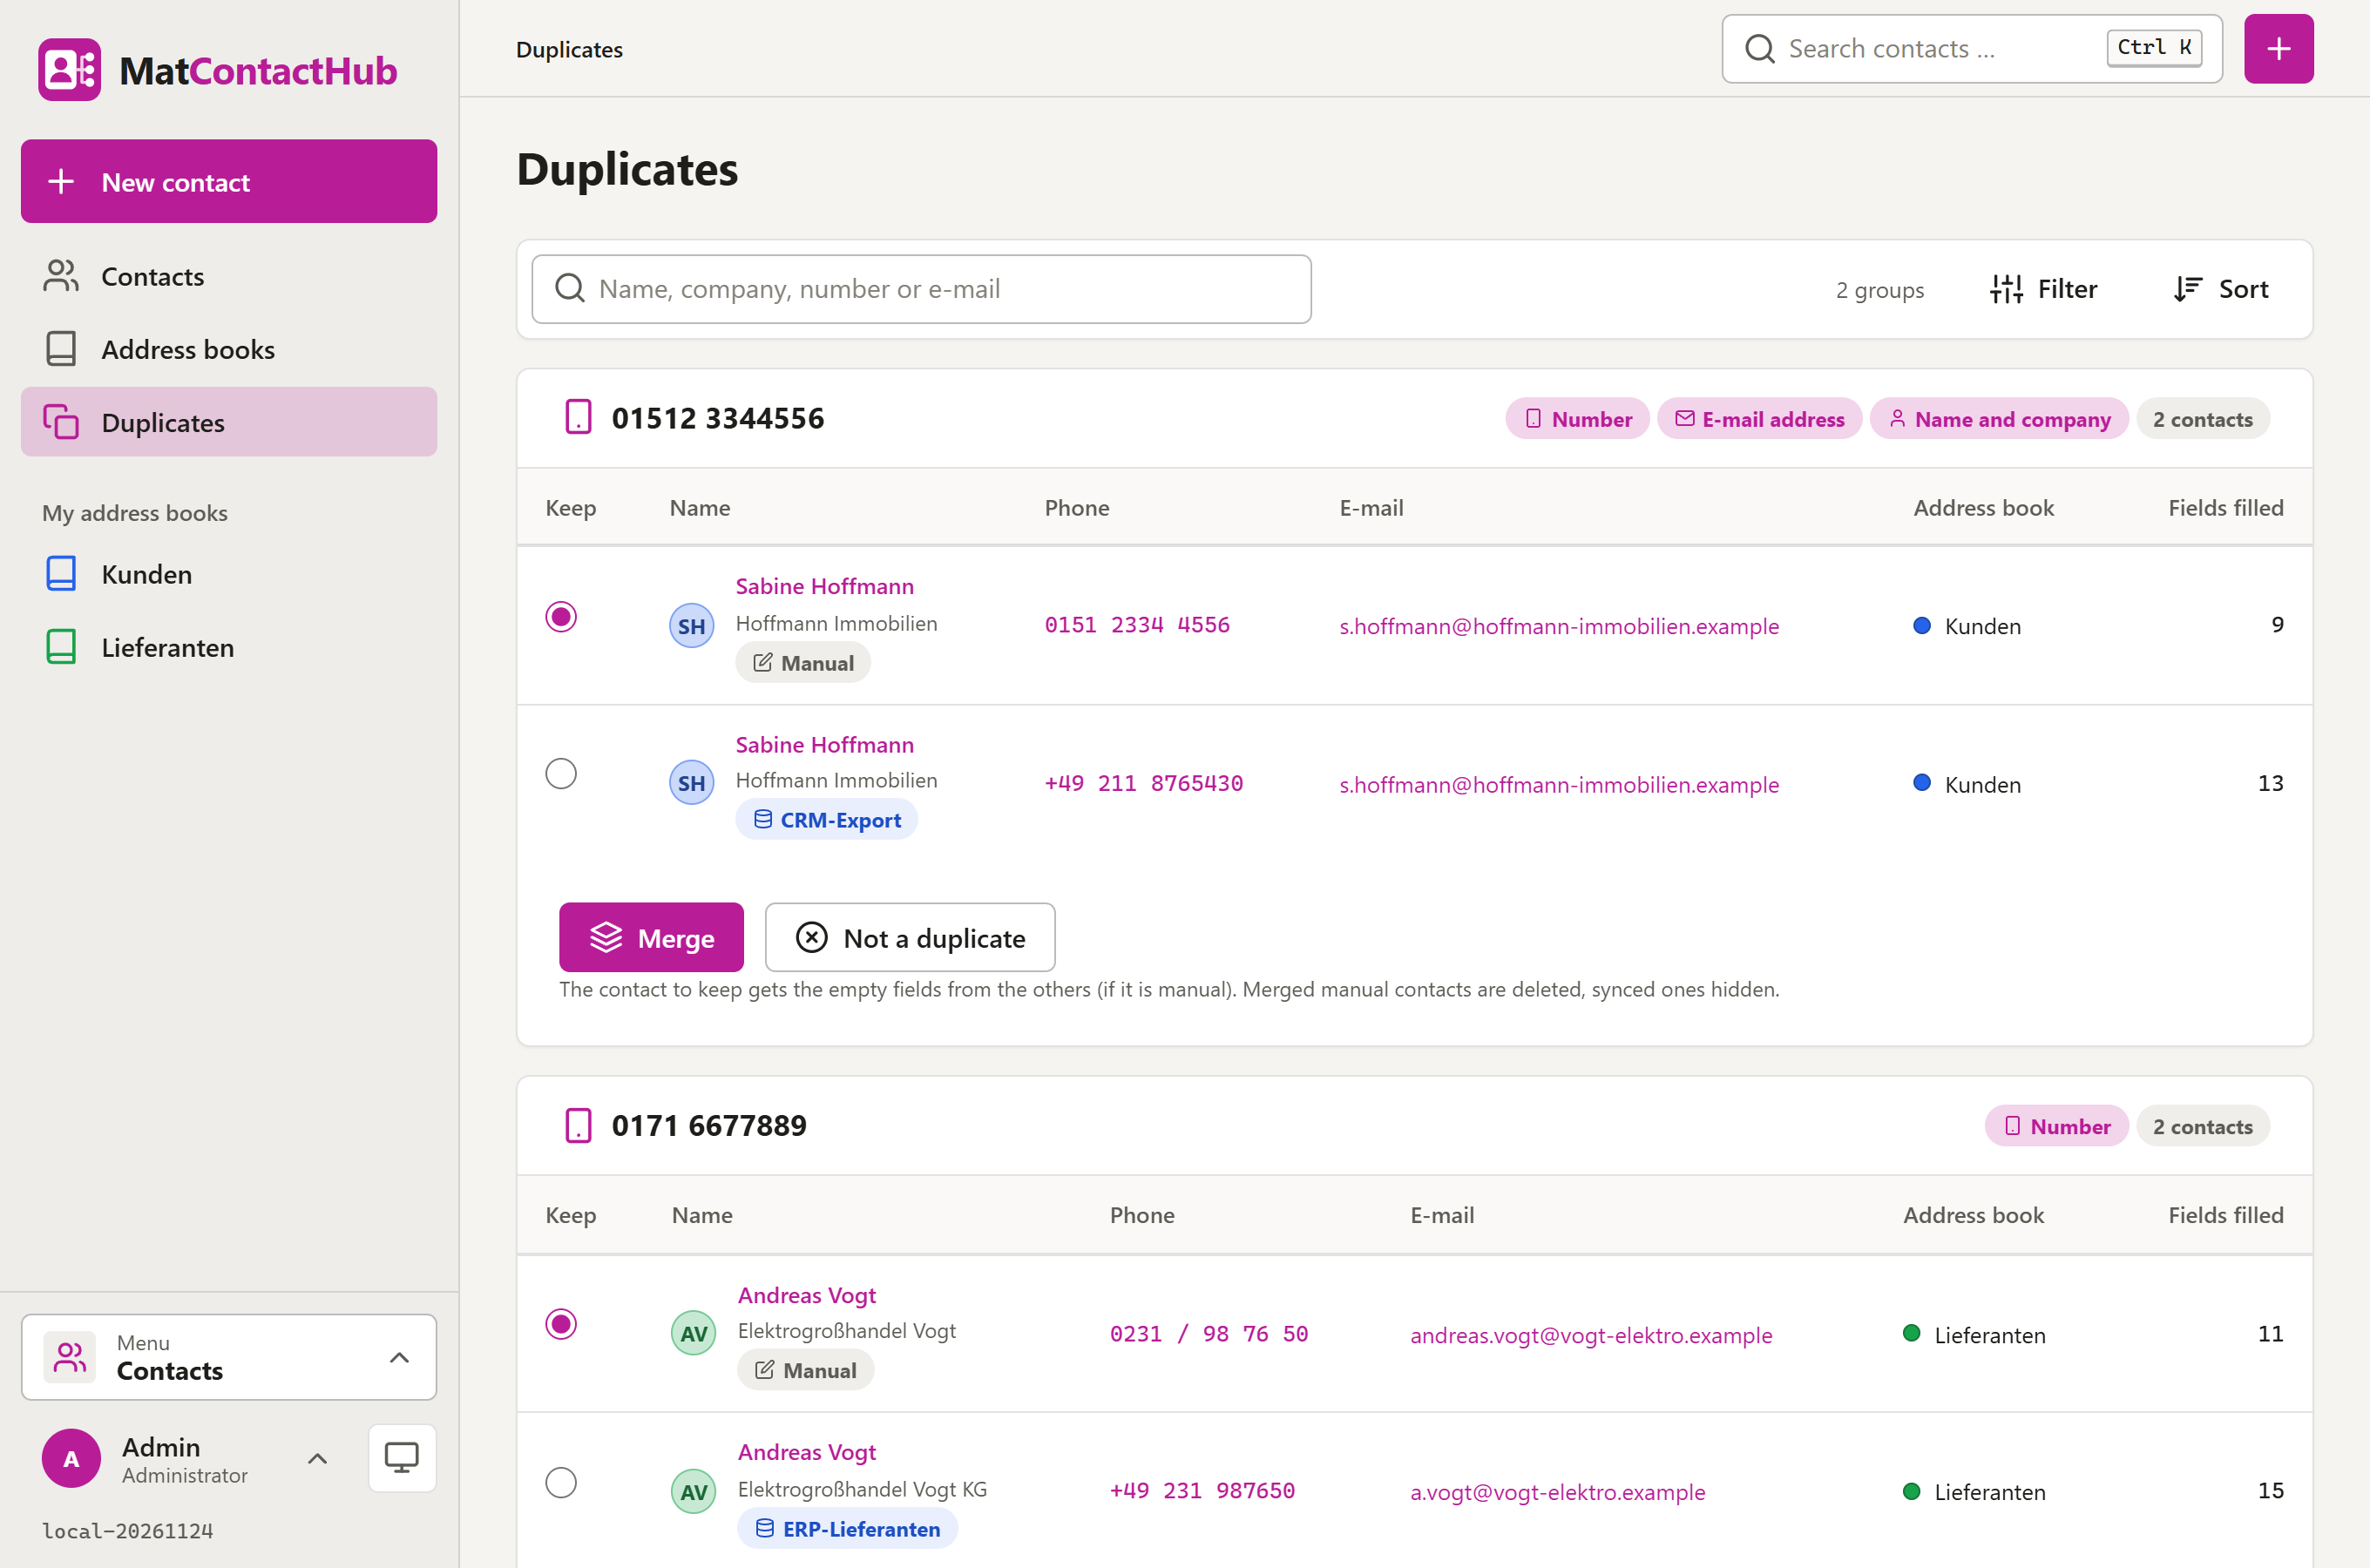 MatContactHub
New contact
Contacts
Address books
Duplicates
My address books
Kunden
Lieferanten
Menu
Contacts
A
Admin
Administrator
local-20261124
Duplicates
Search contacts ...
Ctrl K
Duplicates
Name, company, number or e-mail
2 groups
Filter
Sort
01512 3344556
Number
E-mail address
Name and company
2 contacts
Keep Name Phone E-mail Address book Fields filled
SH
Sabine Hoffmann
Hoffmann Immobilien
Manual
0151 2334 4556
s.hoffmann@hoffmann-immobilien.example
Kunden
9
SH
Sabine Hoffmann
Hoffmann Immobilien
CRM-Export
+49 211 8765430
s.hoffmann@hoffmann-immobilien.example
Kunden
13
Merge
Not a duplicate
The contact to keep gets the empty fields from the others (if it is manual). Merged manual contacts are deleted, synced ones hidden.
0171 6677889
Number
2 contacts
Keep Name Phone E-mail Address book Fields filled
AV
Andreas Vogt
Elektrogroßhandel Vogt
Manual
0231 / 98 76 50
andreas.vogt@vogt-elektro.example
Lieferanten
11
AV
Andreas Vogt
Elektrogroßhandel Vogt KG
ERP-Lieferanten
+49 231 987650
a.vogt@vogt-elektro.example
Lieferanten
15